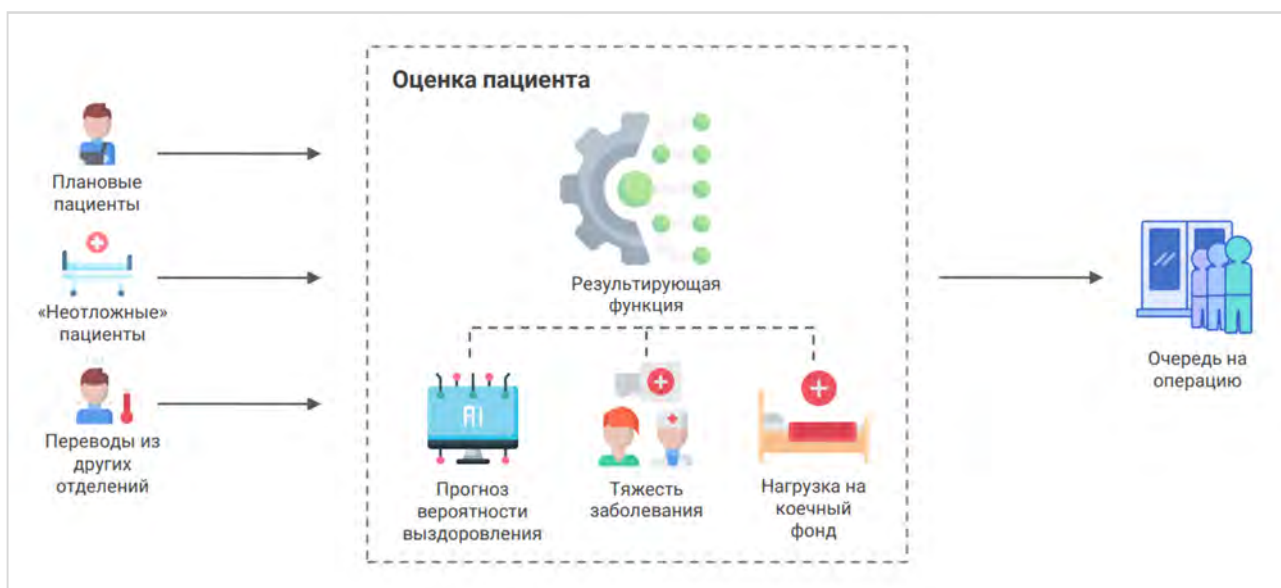 Оценка пациента
Плановые
пациенты
«Неотложные»
пациенты
Переводы из
других
отделений
Результирующая
функция
AI
Прогноз
вероятности
выздоровления
Тяжесть
заболевания
Нагрузка на
коечный
фонд
Очередь на
операцию